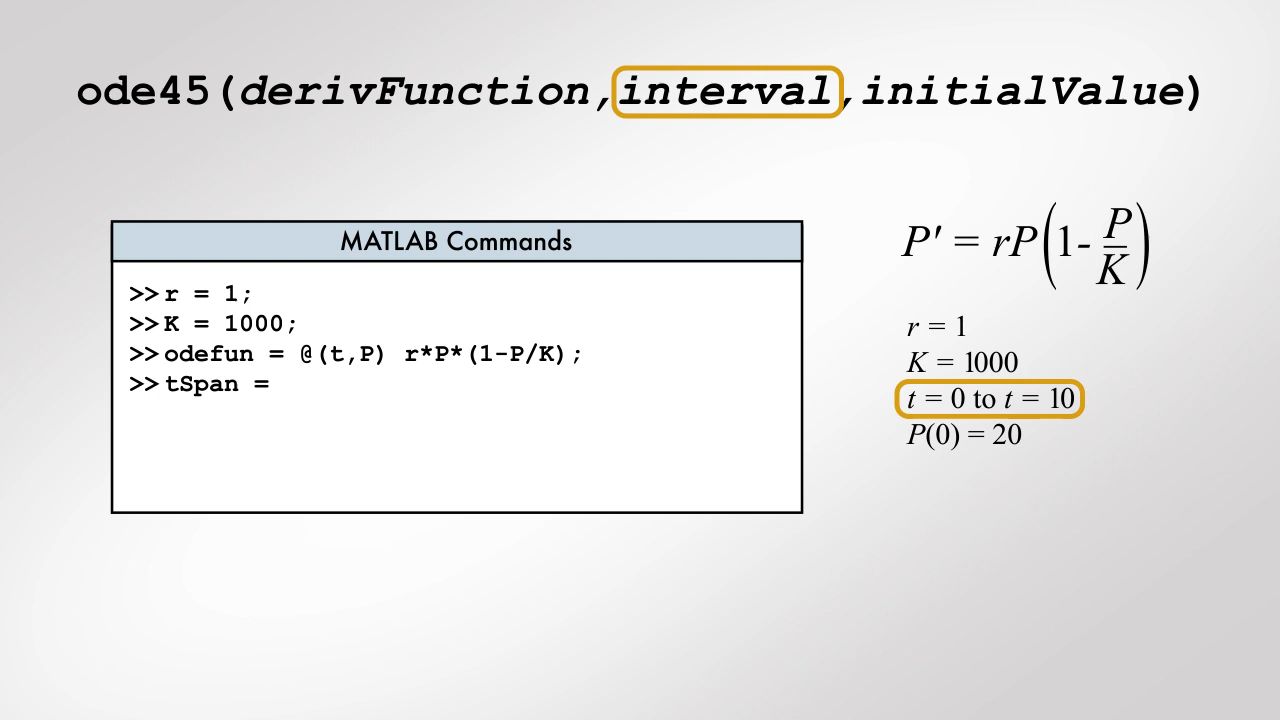 ode45(derivFunction,interval,initialValue)
MATLAB Commands
>> r = 1;
>> K = 1000;
>> odefun = @(t,P) r*P*(1-P/K);
>> tSpan =
P' = rP(1-P/K)
r = 1
K = 1000
t = 0 to t = 10
P(0) = 20